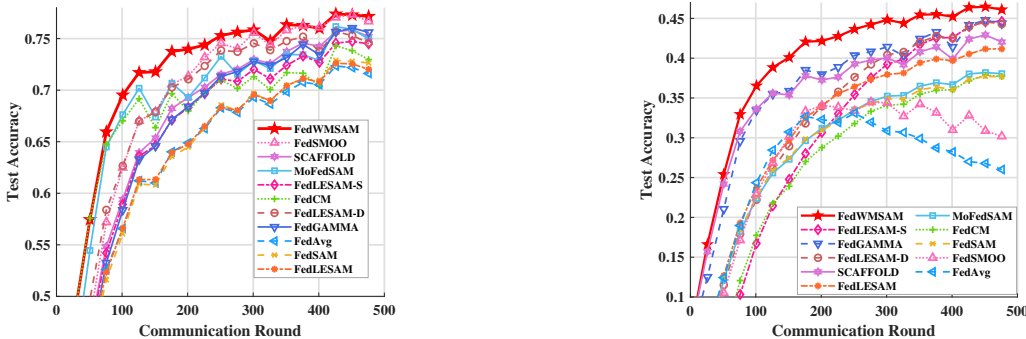 0.75
0.7
0.65
0.6
0.55
0.5
Test Accuracy
FedWMSAM
FedSMOO
SCAFFOLD
MoFedSAM
FedLESAM-S
FedCM
FedLESAM-D
FedGAMMA
FedAvg
FedSAM
FedLESAM
0 100 200 300 400 500
Communication Round
0.45
0.4
0.35
0.3
0.25
0.2
0.15
0.1
Test Accuracy
FedWMSAM MoFedSAM
FedLESAM-S FedCM
FedGAMMA FedSAM
FedLESAM-D FedSMOO
SCAFFOLD FedAvg
FedLESAM
0 100 200 300 400 500
Communication Round